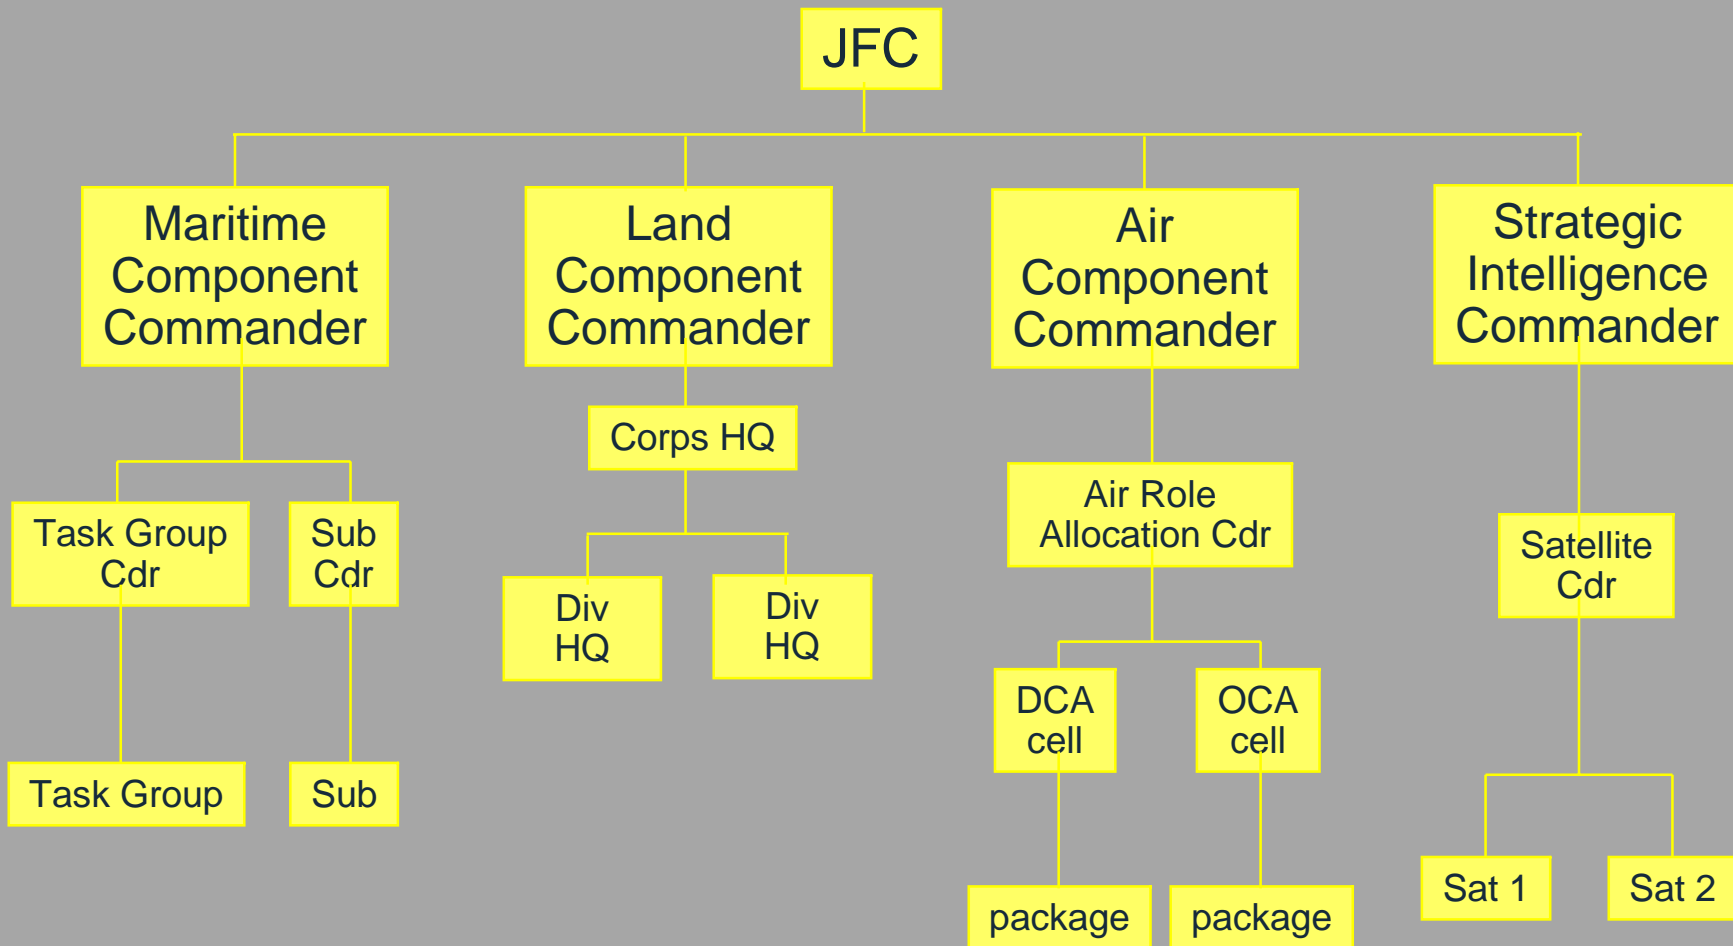 JFC
Maritime
Component
Commander
Land
Component
Commander
Air
Component
Commander
Strategic
Intelligence
Commander
Corps HQ
Task Group
Cdr
Sub
Cdr
Air Role
Allocation Cdr
Satellite
Cdr
Div
HQ
Div
HQ
DCA
cell
OCA
cell
Task Group
Sub
Sat 1
Sat 2
package
package